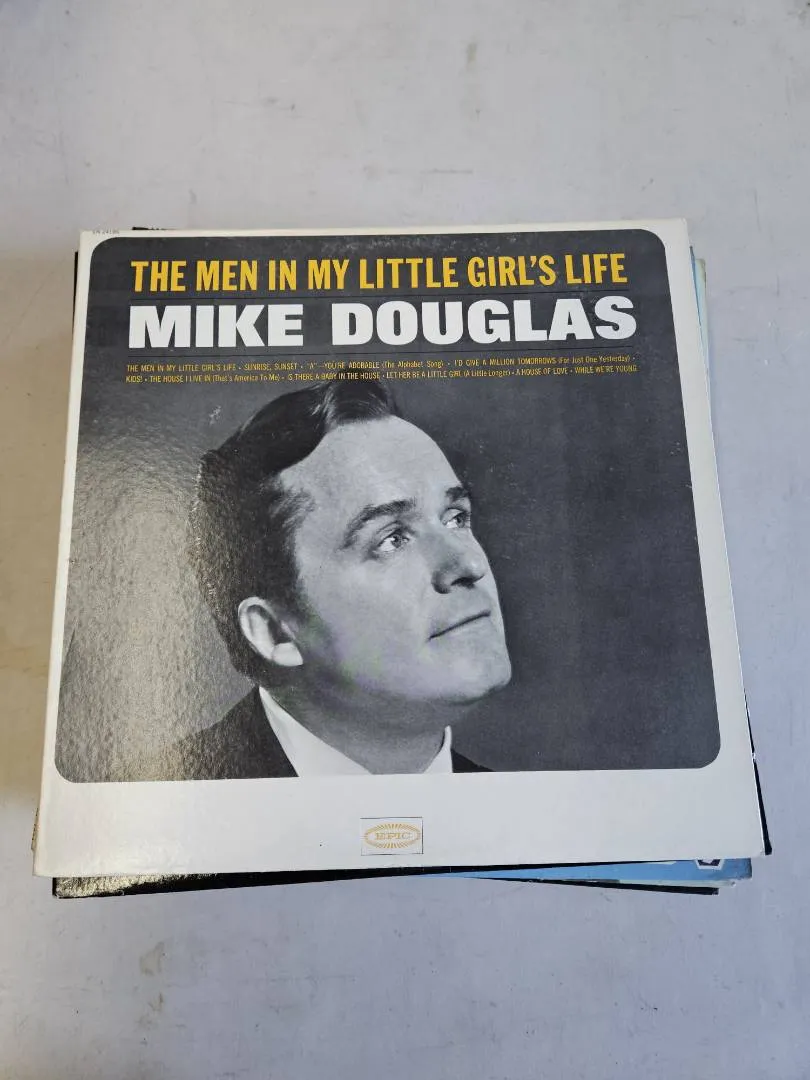 LN 24186
THE MEN IN MY LITTLE GIRL'S LIFE
MIKE DOUGLAS
THE MEN IN MY LITTLE GIRL'S LIFE • SUNRISE, SUNSET • "A"—YOU'RE ADORABLE (The Alphabet Song) • I'D GIVE A MILLION TOMORROWS (For Just One Yesterday) •
KIDS! • THE HOUSE I LIVE IN (That's America To Me) • IS THERE A BABY IN THE HOUSE • LET HER BE A LITTLE GIRL (A Little Longer) • A HOUSE OF LOVE • WHILE WE'RE YOUNG
EPIC